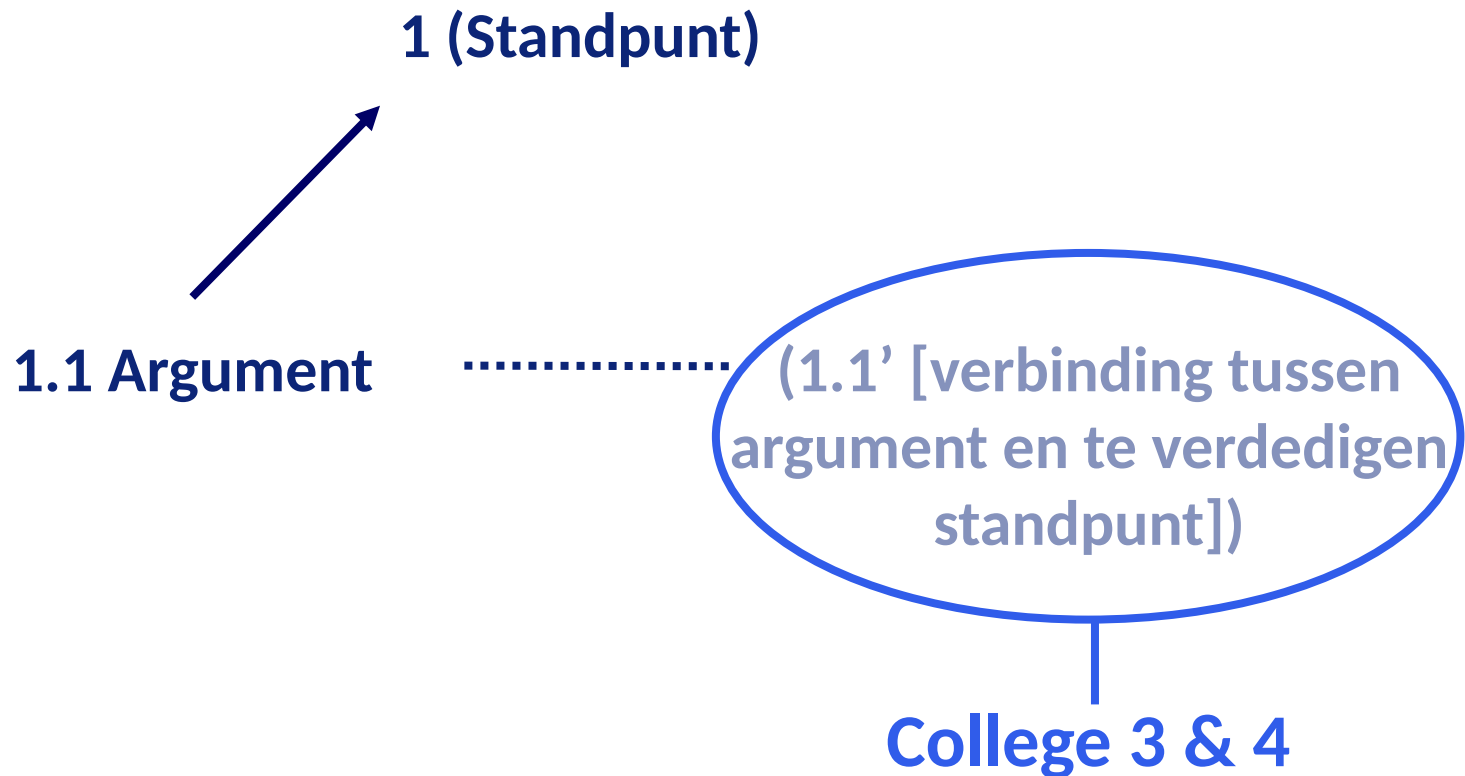 1 (Standpunt)
1.1 Argument
(1.1’ [verbinding tussen
argument en te verdedigen
standpunt])
College 3 & 4